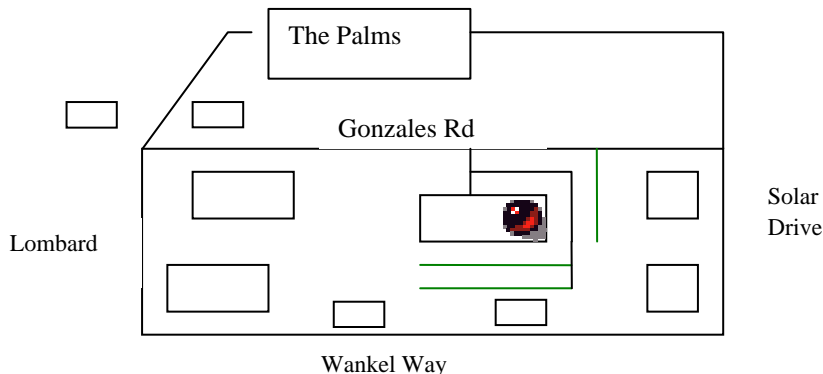 The Palms
Gonzales Rd
Solar
Drive
Lombard
Wankel Way